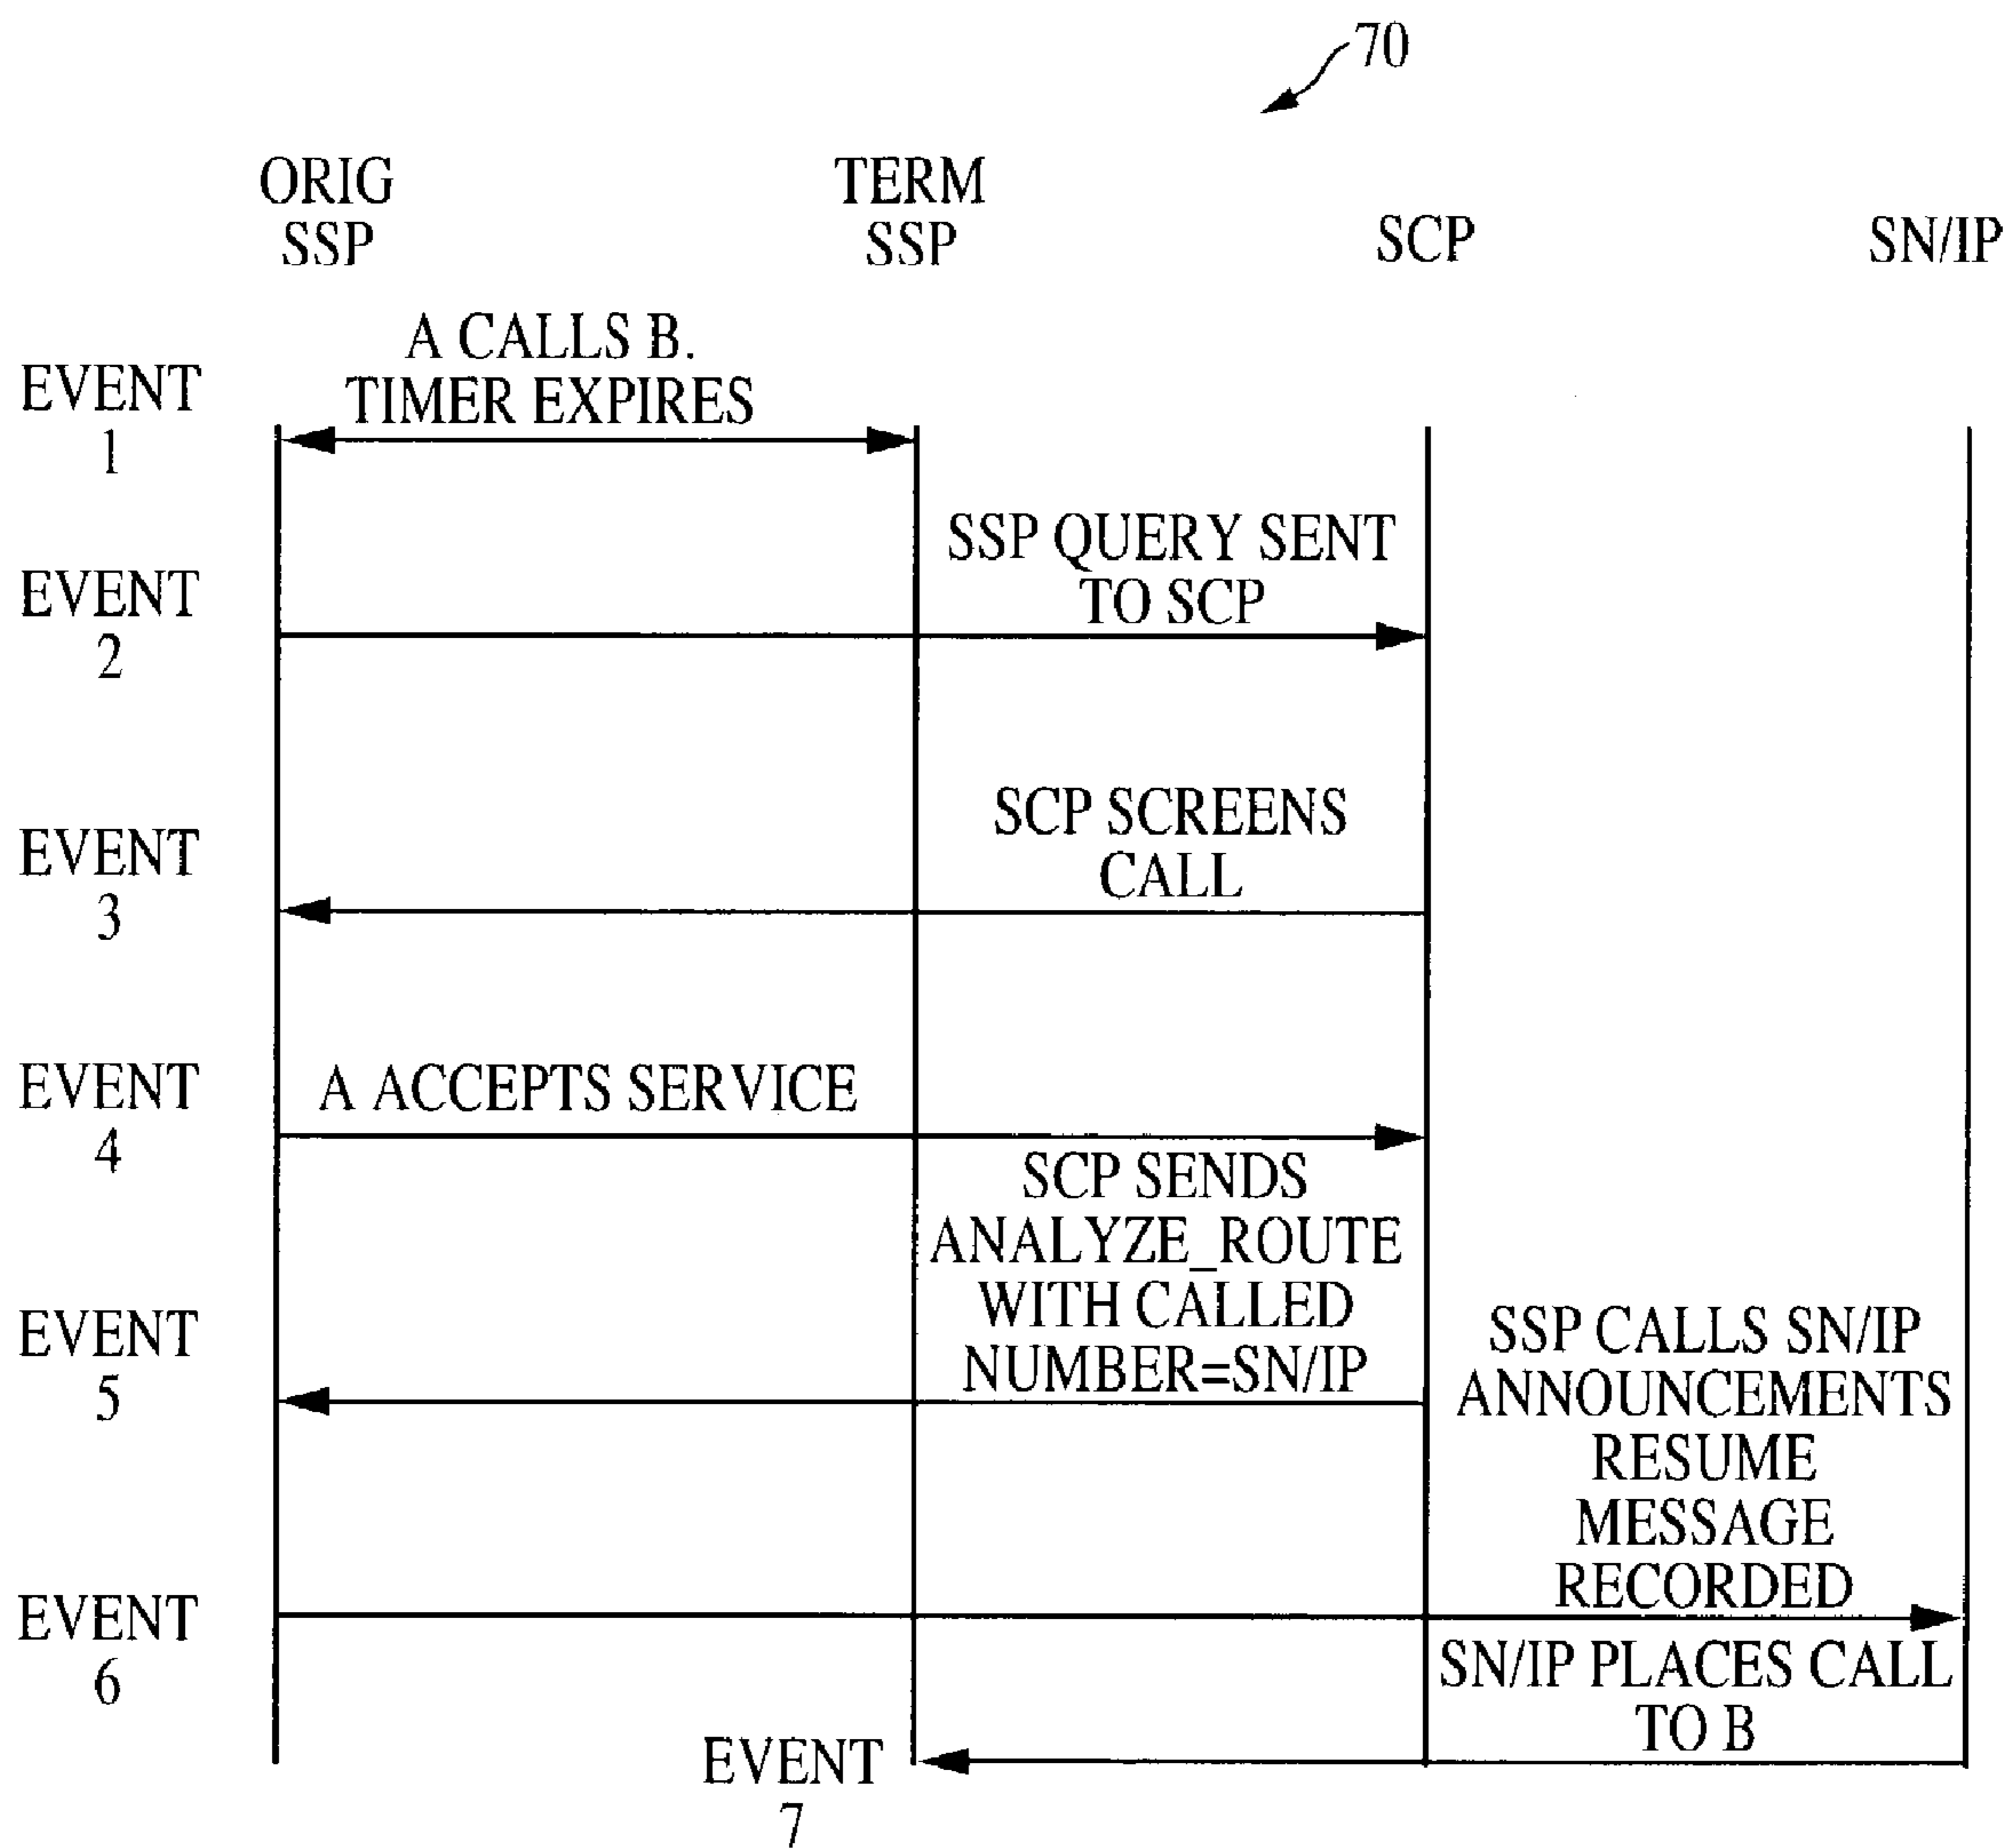 70
ORIG
SSP
TERM
SSP
SCP
SN/IP
A CALLS B.
TIMER EXPIRES
EVENT
1
SSP QUERY SENT
TO SCP
EVENT
2
SCP SCREENS
CALL
EVENT
3
A ACCEPTS SERVICE
EVENT
4
SCP SENDS
ANALYZE_ROUTE
WITH CALLED
NUMBER=SN/IP
EVENT
5
SSP CALLS SN/IP
ANNOUNCEMENTS
RESUME
MESSAGE
RECORDED
EVENT
6
SN/IP PLACES CALL
TO B
EVENT
7